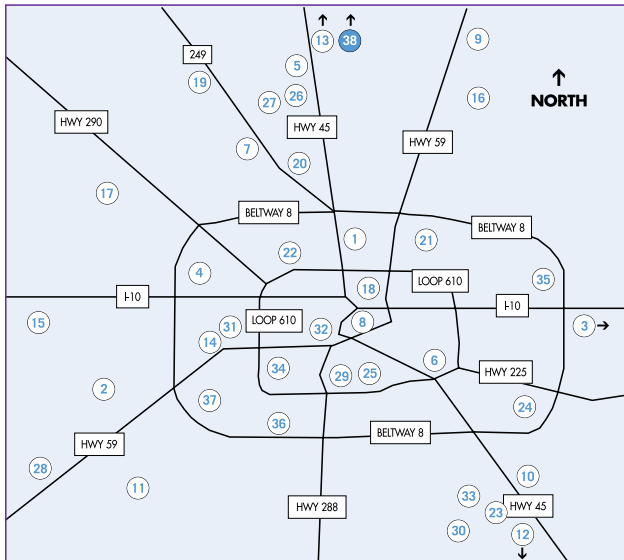 13
38
9
5
249
19
16
NORTH
27
26
HWY 290
HWY 45
HWY 59
7
20
17
BELTWAY 8
BELTWAY 8
1
21
22
4
LOOP 610
35
18
I-10
I-10
15
LOOP 610
8
3
31
32
14
6
34
HWY 225
29
25
2
37
24
36
BELTWAY 8
HWY 59
28
10
11
33
HWY 288
HWY 45
23
30
12